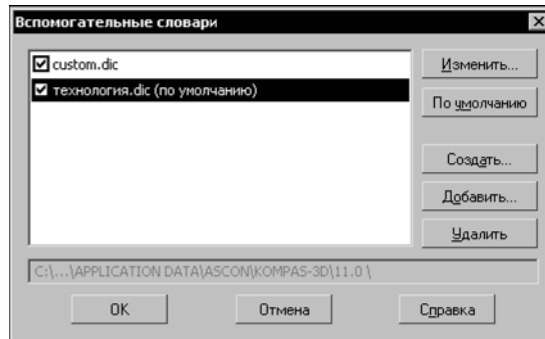 Вспомогательные словари
custom.dic
технология.dic (по умолчанию)
Изменить...
По умолчанию
Создать...
Добавить...
Удалить
C:\...\APPLICATION DATA\ASCON\KOMPAS-3D\11.0 \
OK
Отмена
Справка